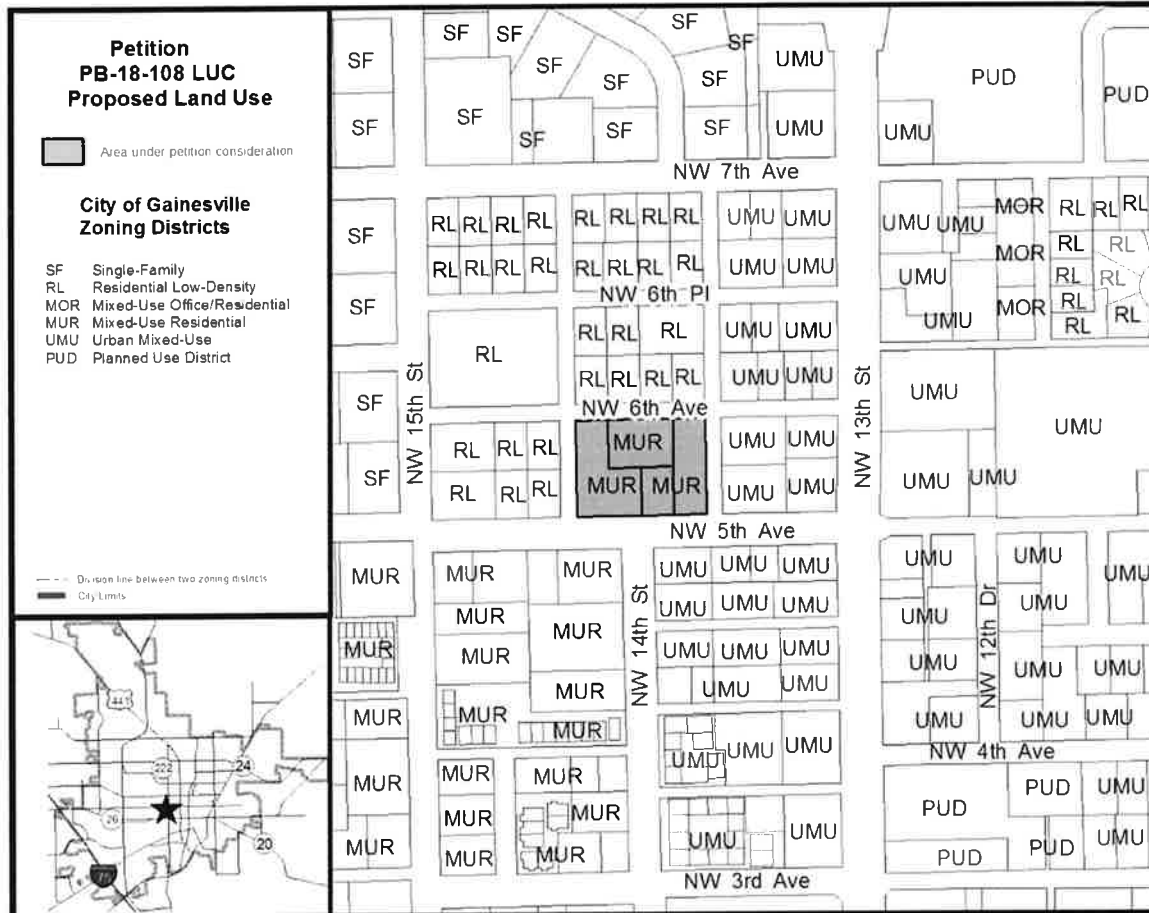 Petition
PB-18-108 LUC
Proposed Land Use
Area under petition consideration
City of Gainesville
Zoning Districts
SF Single-Family
RL Residential Low-Density
MOR Mixed-Use Office/Residential
MUR Mixed-Use Residential
UMU Urban Mixed-Use
PUD Planned Use District
Division line between two zoning districts
City Limits
441
222
24
26
20
75
SF SF SF SF SF UMU PUD PUD
SF SF SF SF SF SF UMU UMU
NW 7th Ave
SF RL RL RL RL RL RL RL RL UMU UMU UMU UMU MOR RL RL RL
SF RL RL RL RL RL RL RL RL UMU UMU UMU MOR RL RL
NW 6th Pl
RL RL
UMU MOR RL RL RL
RL RL RL RL UMU UMU
SF RL RL RL RL UMU UMU UMU UMU
NW 6th Ave
NW 15th St
NW 13th St
SF RL RL RL MUR UMU UMU UMU UMU
RL RL RL MUR MUR UMU UMU
NW 5th Ave
MUR MUR MUR UMU UMU UMU UMU UMU UMU
MUR MUR UMU UMU UMU UMU
MUR MUR MUR UMU UMU UMU UMU UMU UMU
NW 14th St
NW 12th Dr
MUR UMU UMU
MUR MUR MUR UMU UMU UMU
NW 4th Ave
MUR MUR MUR UMU UMU UMU
MUR MUR MUR PUD PUD UMU
MUR MUR MUR UMU UMU PUD PUD UMU
NW 3rd Ave